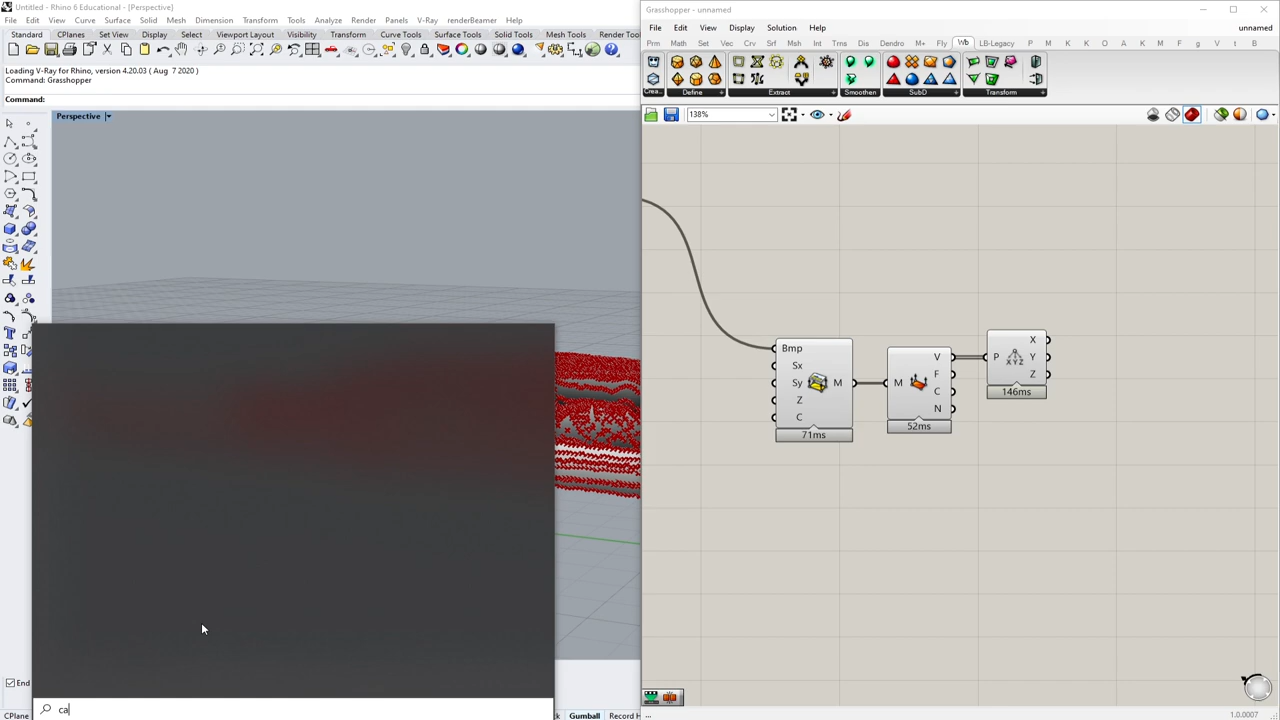 Untitled - Rhino 6 Educational - [Perspective]
File Edit View Curve Surface Solid Mesh Dimension Transform Tools Analyze Render Panels V-Ray renderBeamer Help
Standard CPlanes Set View Display Select Viewport Layout Visibility Transform Curve Tools Surface Tools Solid Tools Mesh Tools Render Too
Loading V-Ray for Rhino, version 4.20.03 ( Aug 7 2020 )
Command: Grasshopper
Command:
Perspective
End
ca
CPlane
Gumball Record H
Grasshopper - unnamed
File Edit View Display Solution Help
unnamed
Prm Math Set Vec Crv Srf Msh Int Trns Dis Dendro M+ Fly Wb LB-Legacy P M K K O A M K K F g V t B
Crea... Define Extract Smoothen SubD Transform
138%
Bmp
Sx
Sy
Z
C
M
71ms
M
V
F
C
N
52ms
P
X
Y
Z
XYZ
146ms
...
1.0.0007